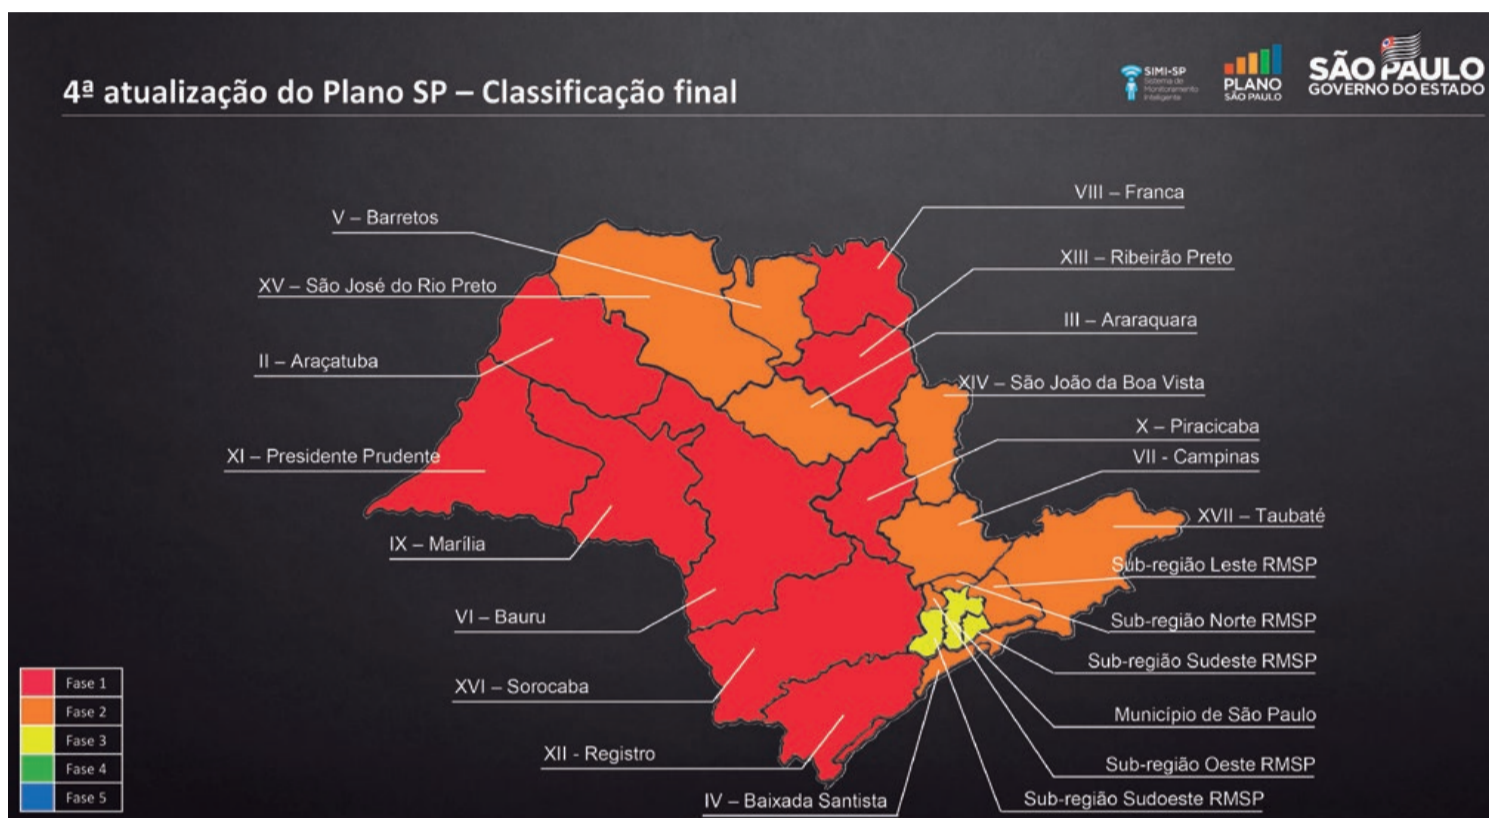 4ª atualização do Plano SP – Classificação final
SIMI-SP
Sistema de
Monitoramento
Inteligente
PLANO
SÃO PAULO
SÃO PAULO
GOVERNO DO ESTADO
VIII – Franca
V – Barretos
XIII – Ribeirão Preto
XV – São José do Rio Preto
III – Araraquara
II – Araçatuba
XIV – São João da Boa Vista
X – Piracicaba
XI – Presidente Prudente
VII - Campinas
XVII – Taubaté
IX – Marília
Sub-região Leste RMSP
VI – Bauru
Sub-região Norte RMSP
Sub-região Sudeste RMSP
XVI – Sorocaba
Município de São Paulo
XII - Registro
Sub-região Oeste RMSP
IV – Baixada Santista
Sub-região Sudoeste RMSP
Fase 1
Fase 2
Fase 3
Fase 4
Fase 5